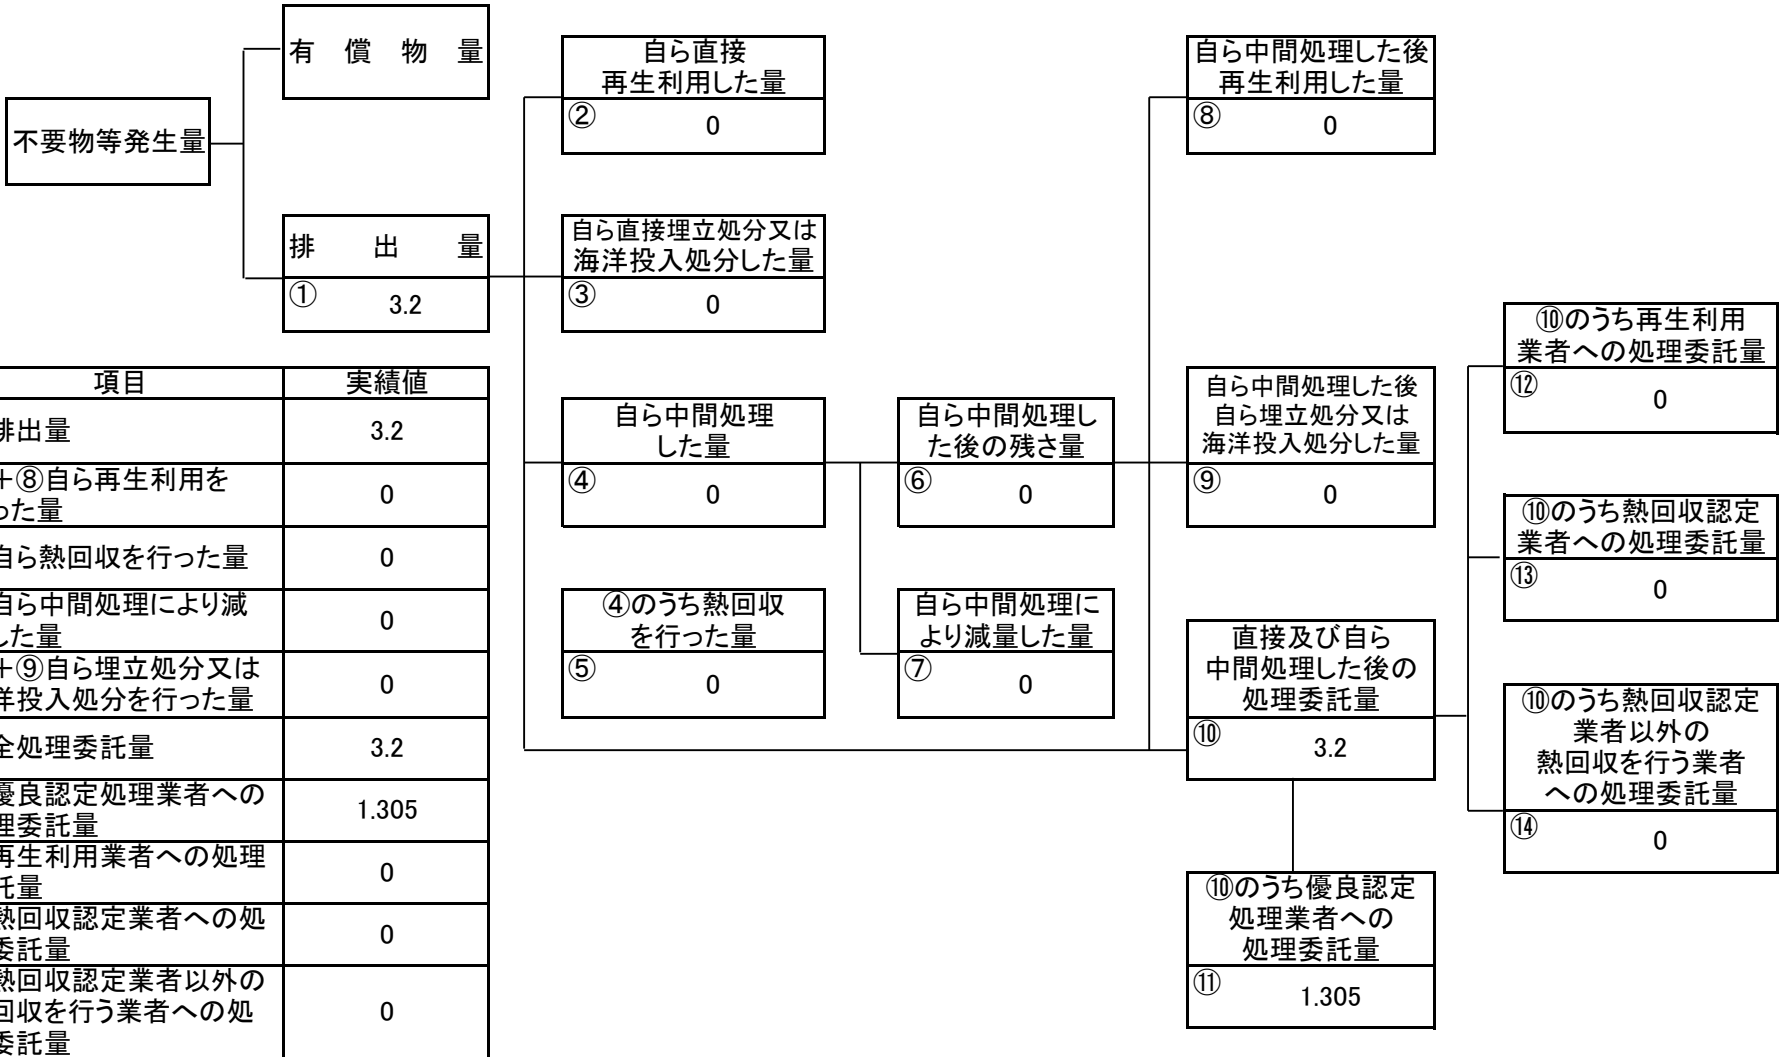 有償物量
不要物等発生量
排出量
①
3.2
自ら直接
再生利用した量
②
0
自ら直接埋立処分又は
海洋投入処分した量
③
0
自ら中間処理
した量
④
0
④のうち熱回収
を行った量
⑤
0
自ら中間処理し
た後の残さ量
⑥
0
自ら中間処理に
より減量した量
⑦
0
自ら中間処理した後
再生利用した量
⑧
0
自ら中間処理した後
自ら埋立処分又は
海洋投入処分した量
⑨
0
直接及び自ら
中間処理した後の
処理委託量
⑩
3.2
⑩のうち優良認定
処理業者への
処理委託量
⑪
1.305
⑩のうち再生利用
業者への処理委託量
⑫
0
⑩のうち熱回収認定
業者への処理委託量
⑬
0
⑩のうち熱回収認定
業者以外の
熱回収を行う業者
への処理委託量
⑭
0
項目 実績値
排出量 3.2
+⑧自ら再生利用を
った量 0
自ら熱回収を行った量 0
自ら中間処理により減
した量 0
+⑨自ら埋立処分又は
洋投入処分を行った量 0
全処理委託量 3.2
優良認定処理業者への
理委託量 1.305
再生利用業者への処理
託量 0
熱回収認定業者への処
委託量 0
熱回収認定業者以外の
回収を行う業者への処
委託量 0